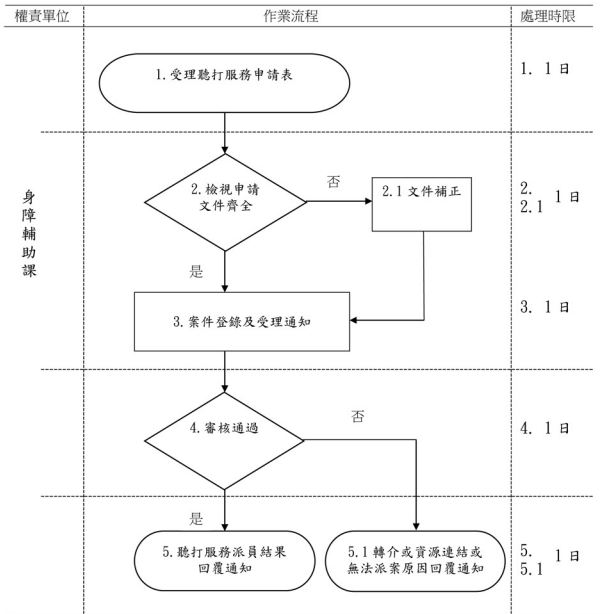 權責單位 作業流程 處理時限
1.受理聽打服務申請表
1. 1日
身障輔助課
2.檢視申請
文件齊全
否
2.1文件補正
2.
2.1 1日
是
3.案件登錄及受理通知
3. 1日
4.審核通過
否
4. 1日
是
5.聽打服務派員結果
回覆通知
5.1轉介或資源連結或
無法派案原因回覆通知
5.
5.1 1日